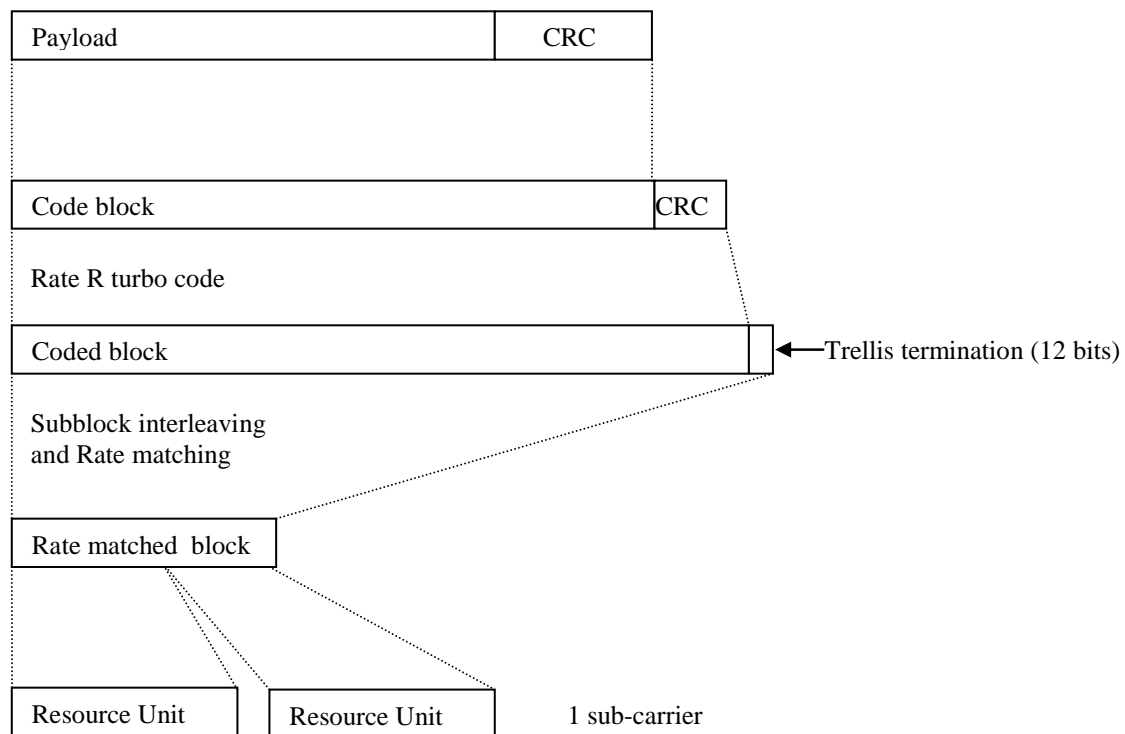 Payload CRC
Code block CRC
Rate R turbo code
Coded block Trellis termination (12 bits)
Subblock interleaving
and Rate matching
Rate matched block
Resource Unit Resource Unit 1 sub-carrier